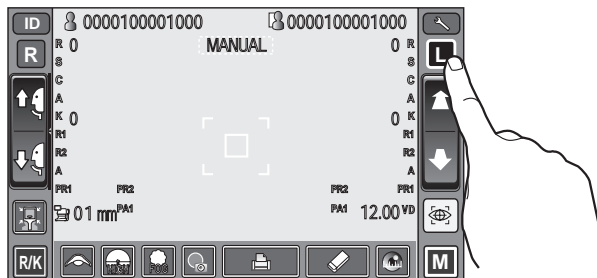 ID 0000100001000 0000100001000
R R 0 MANUAL 0 R L
S S
C C
A A
K 0 0 K
R1 R1
R2 R2
A A
PR1 PR2 PR2 PR1
01 mm PA1 PA1 12.00 VD
R/K FOG M